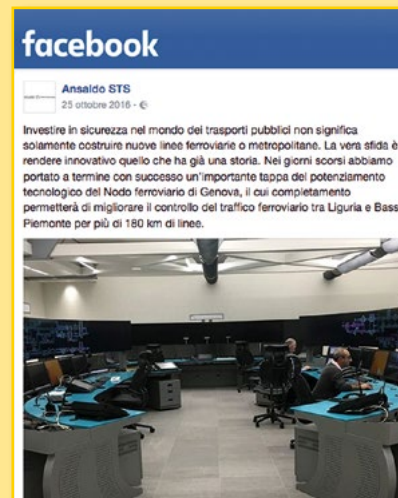 facebook
Ansaldo STS
25 ottobre 2016 ·
Investire in sicurezza nel mondo dei trasporti pubblici non significa
solamente costruire nuove linee ferroviarie o metropolitane. La vera sfida è
rendere innovativo quello che ha già una storia. Nei giorni scorsi abbiamo
portato a termine con successo un'importante tappa del potenziamento
tecnologico del Nodo ferroviario di Genova, il cui completamento
permetterà di migliorare il controllo del traffico ferroviario tra Liguria e Bass
Piemonte per più di 180 km di linee.